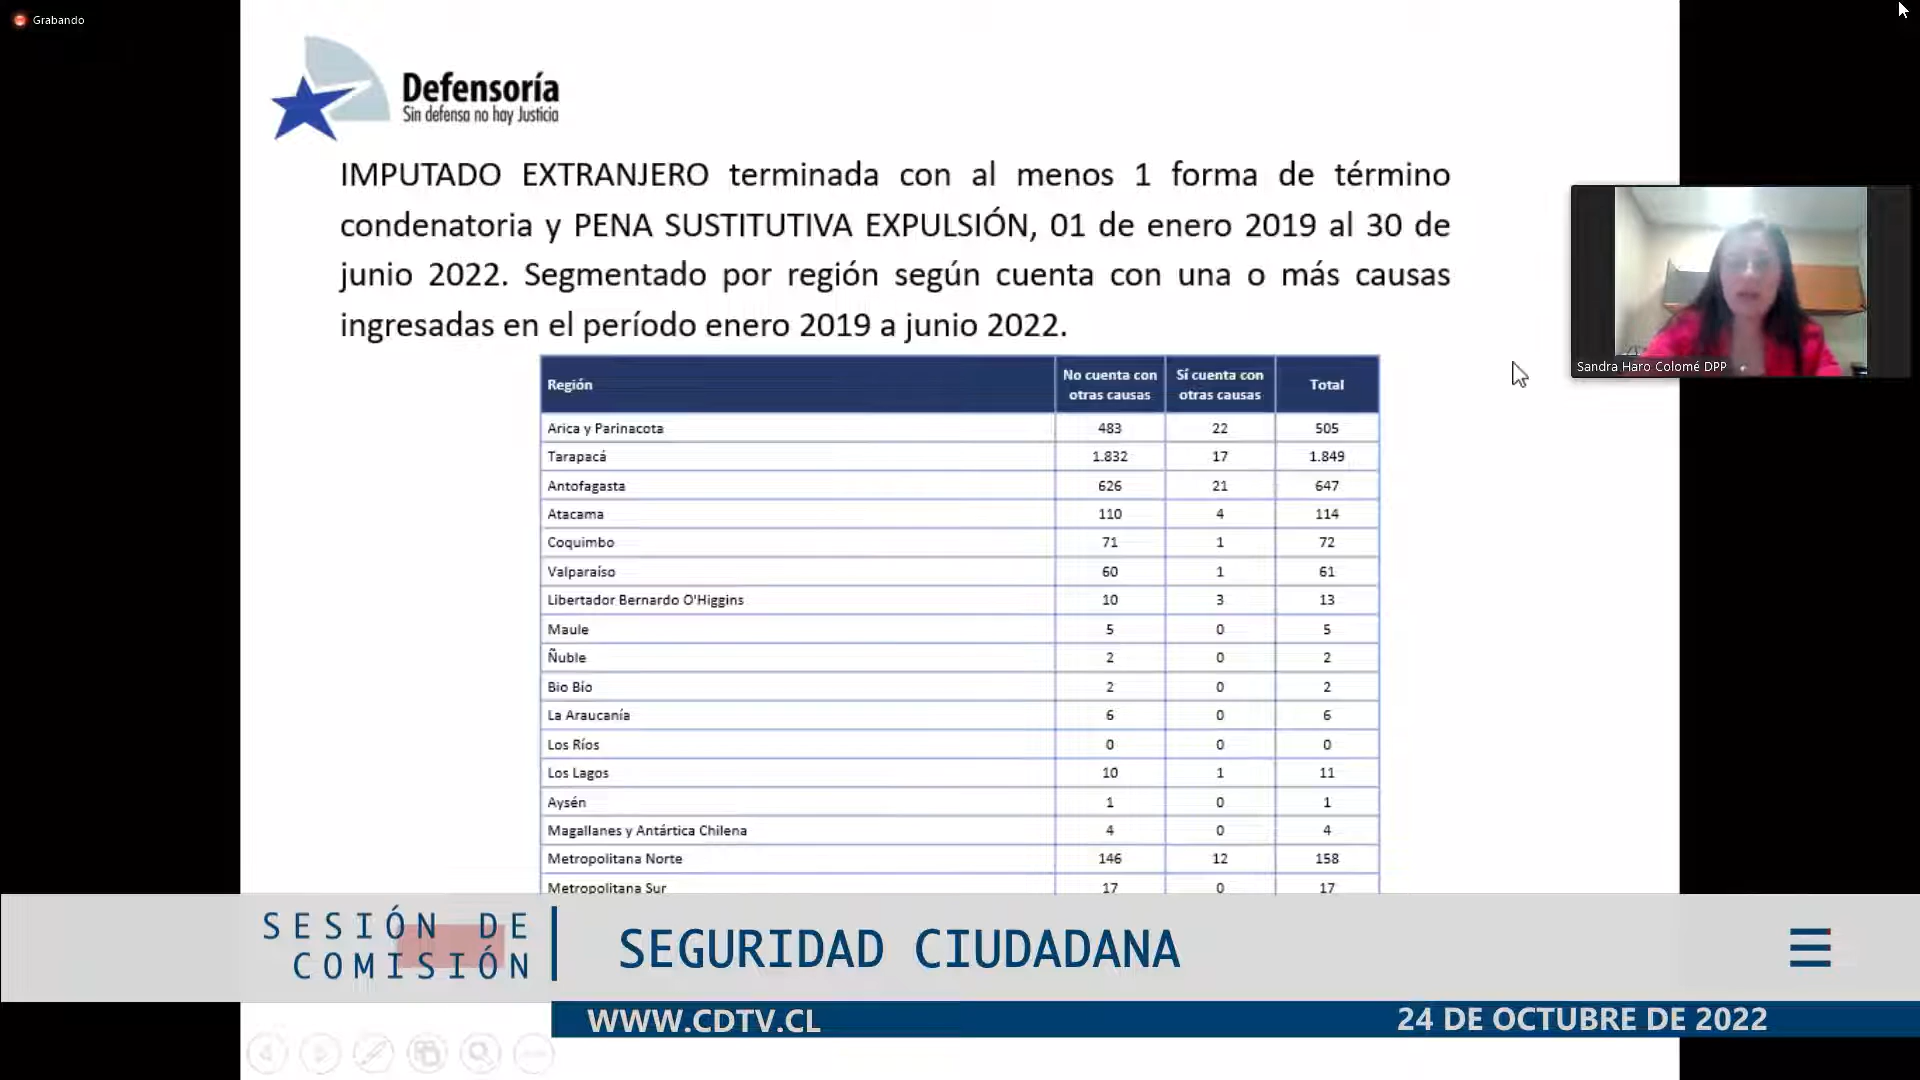 Grabando
Defensoría
Sin defensa no hay Justicia
IMPUTADO EXTRANJERO terminada con al menos 1 forma de término
condenatoria y PENA SUSTITUTIVA EXPULSIÓN, 01 de enero 2019 al 30 de
junio 2022. Segmentado por región según cuenta con una o más causas
ingresadas en el período enero 2019 a junio 2022.
Sandra Haro Colomé DPP
Región No cuenta con otras causas Sí cuenta con otras causas Total
Arica y Parinacota 483 22 505
Tarapacá 1.832 17 1.849
Antofagasta 626 21 647
Atacama 110 4 114
Coquimbo 71 1 72
Valparaíso 60 1 61
Libertador Bernardo O'Higgins 10 3 13
Maule 5 0 5
Ñuble 2 0 2
Bio Bío 2 0 2
La Araucanía 6 0 6
Los Ríos 0 0 0
Los Lagos 10 1 11
Aysén 1 0 1
Magallanes y Antártica Chilena 4 0 4
Metropolitana Norte 146 12 158
Metropolitana Sur 17 0 17
SESIÓN DE
COMISIÓN
SEGURIDAD CIUDADANA
WWW.CDTV.CL
24 DE OCTUBRE DE 2022